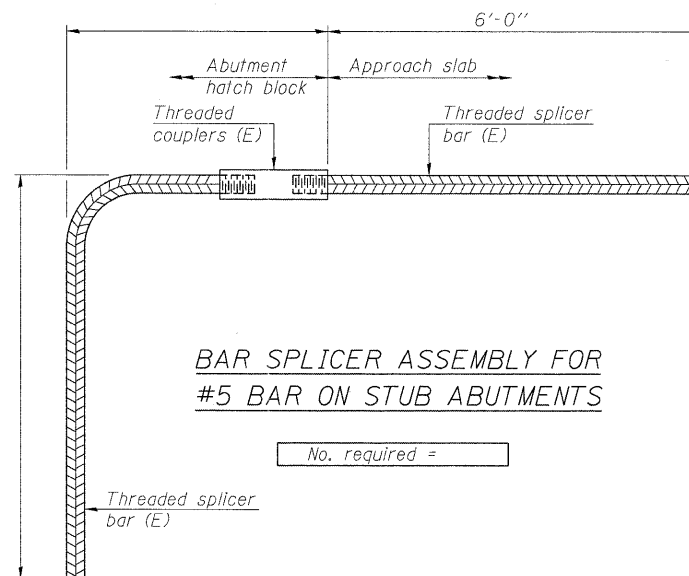 6'-0"
Abutment
hatch block
Approach slab
Threaded
couplers (E)
Threaded splicer
bar (E)
BAR SPLICER ASSEMBLY FOR
#5 BAR ON STUB ABUTMENTS
No. required =
Threaded splicer
bar (E)